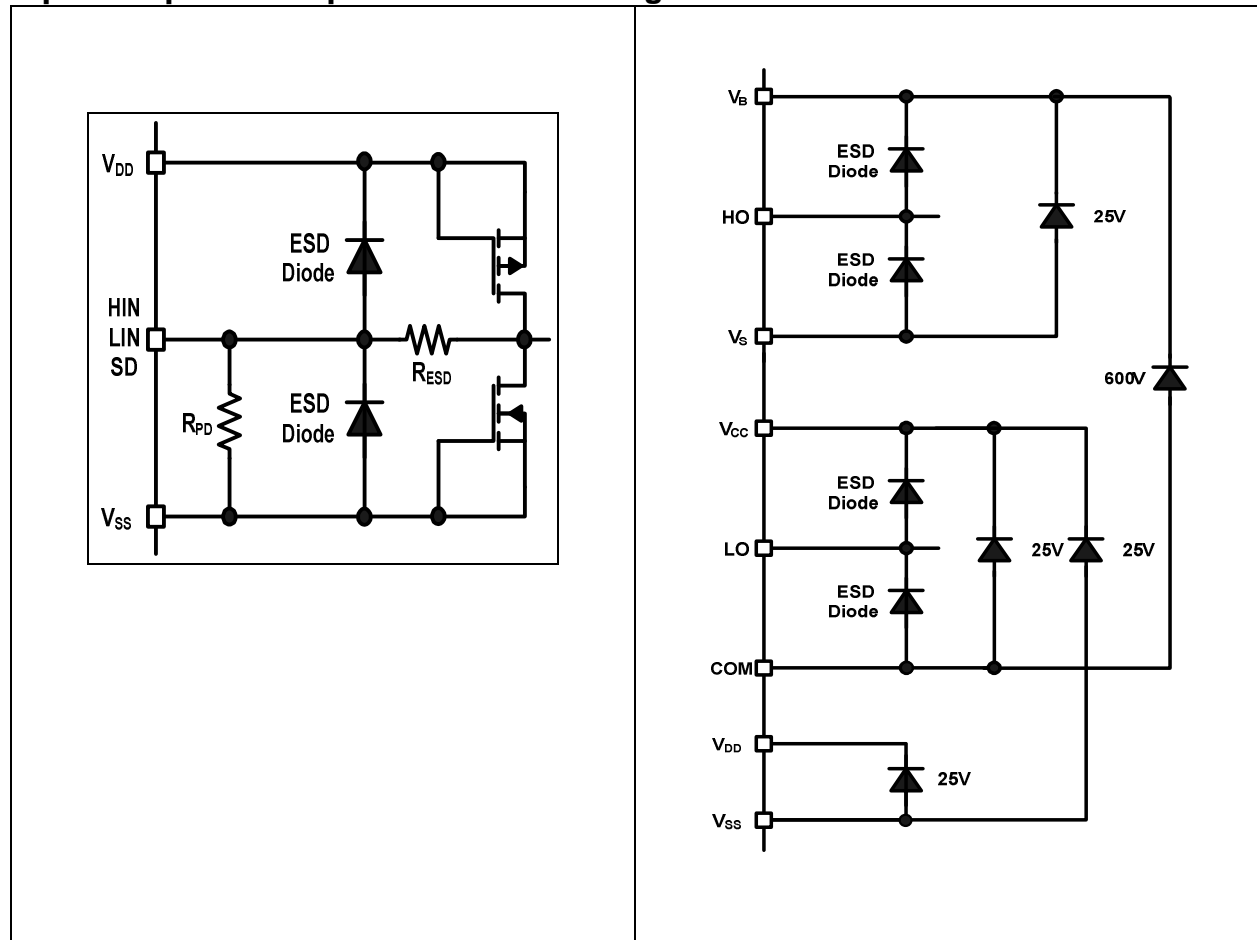 VDD
ESD
Diode
HIN
LIN
SD
RESD
RPD
ESD
Diode
VSS
VB
ESD
Diode
HO
25V
ESD
Diode
VS
600V
VCC
ESD
Diode
LO
25V
25V
ESD
Diode
COM
VDD
25V
VSS